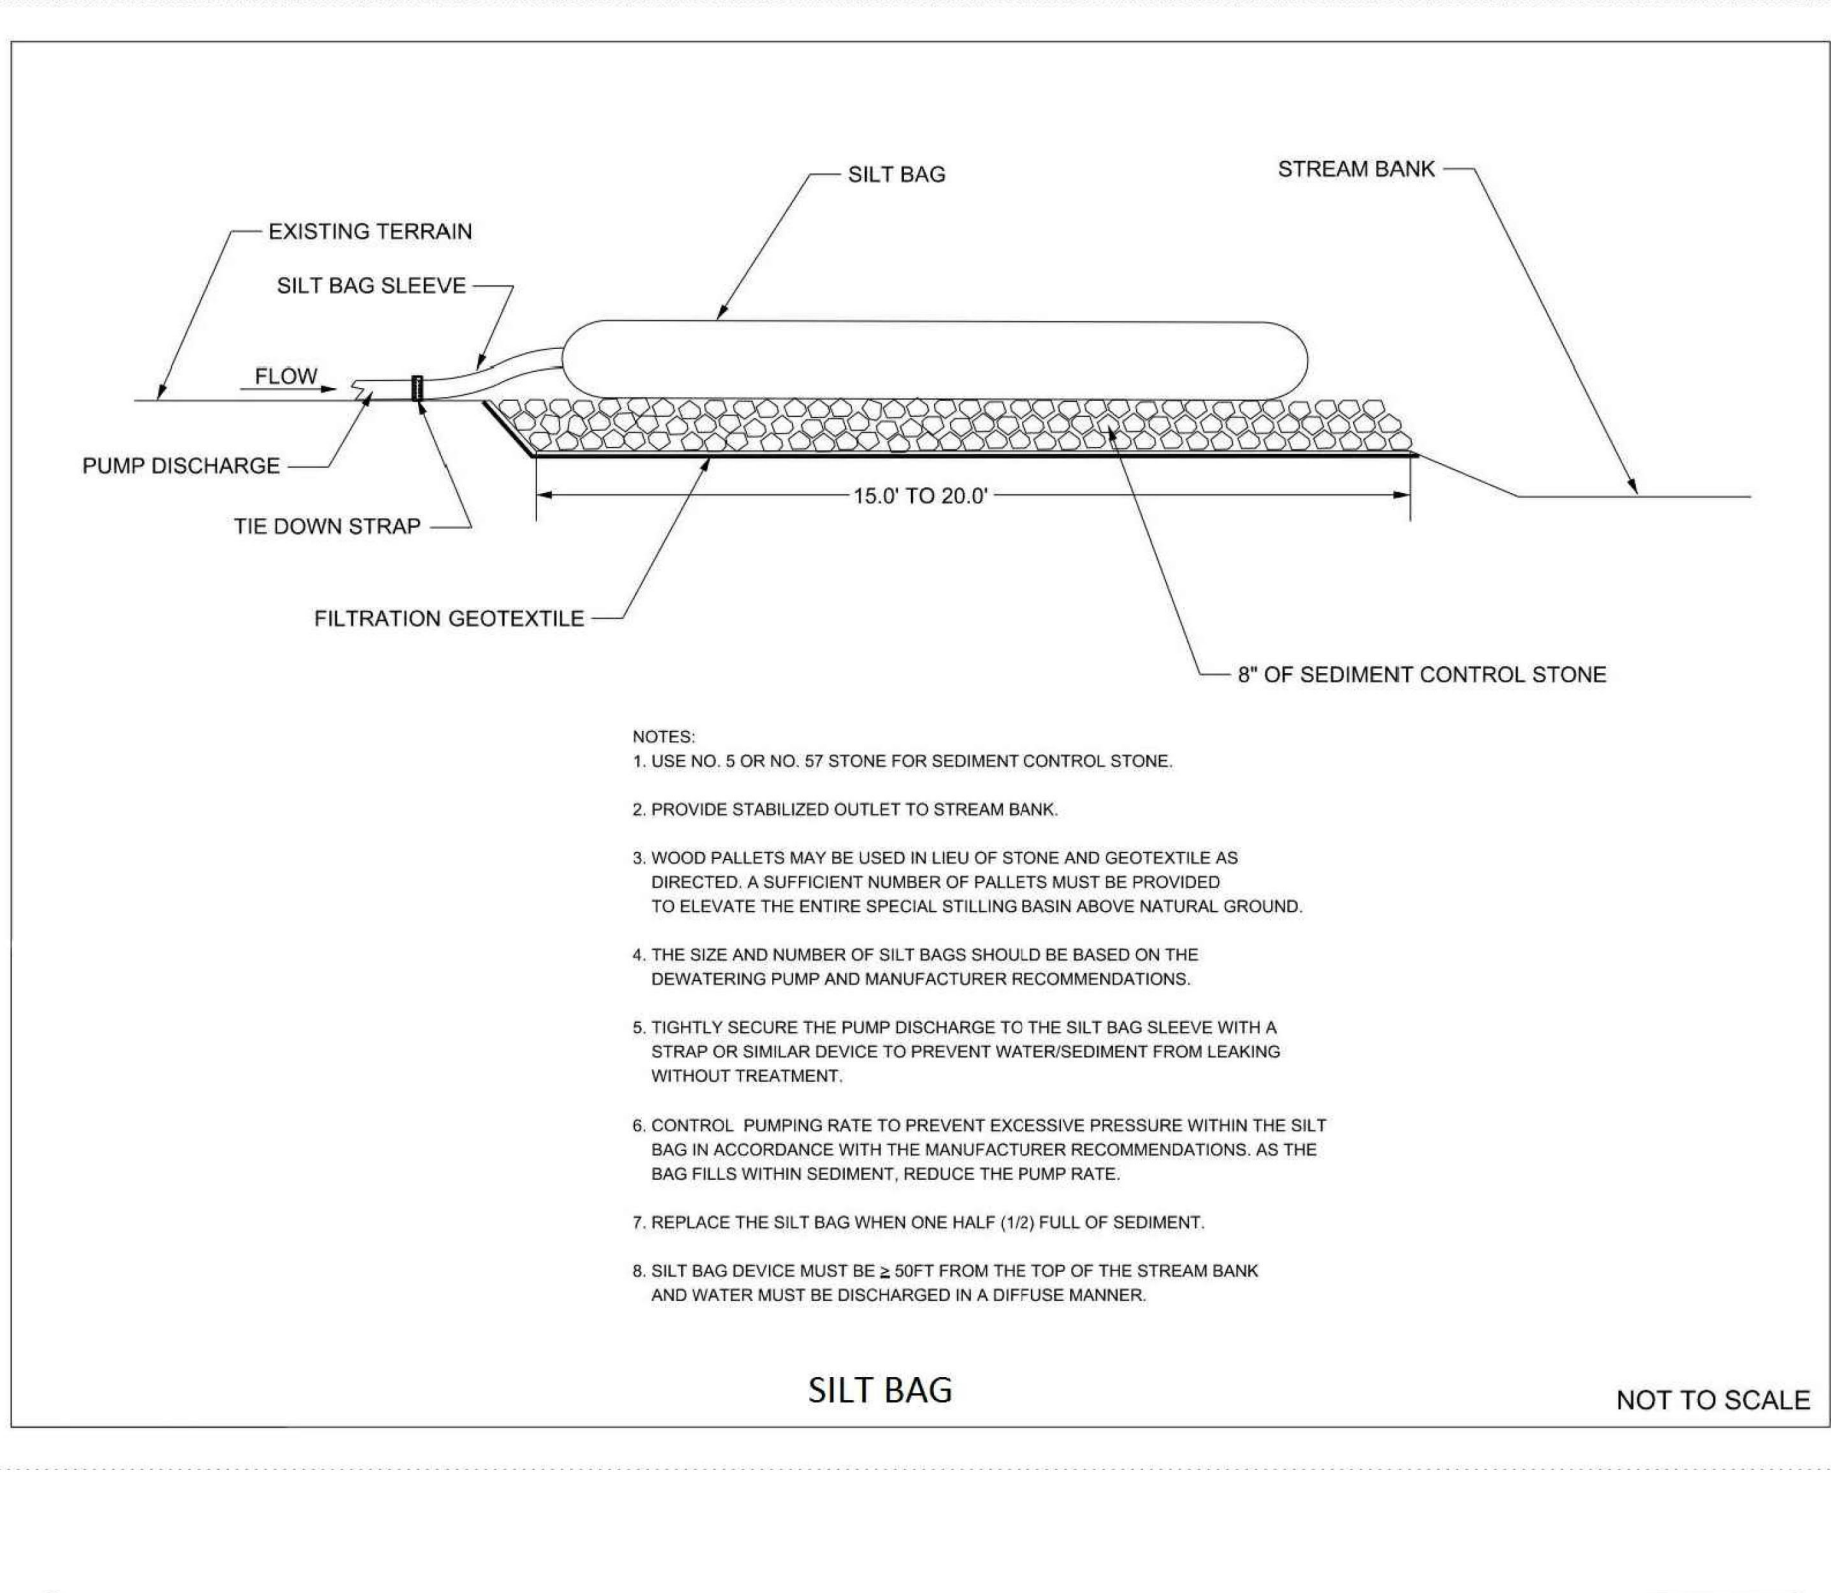 SILT BAG
STREAM BANK
EXISTING TERRAIN
SILT BAG SLEEVE
FLOW
PUMP DISCHARGE
15.0' TO 20.0'
TIE DOWN STRAP
FILTRATION GEOTEXTILE
8" OF SEDIMENT CONTROL STONE
NOTES:
1. USE NO. 5 OR NO. 57 STONE FOR SEDIMENT CONTROL STONE.
2. PROVIDE STABILIZED OUTLET TO STREAM BANK.
3. WOOD PALLETS MAY BE USED IN LIEU OF STONE AND GEOTEXTILE AS
DIRECTED. A SUFFICIENT NUMBER OF PALLETS MUST BE PROVIDED
TO ELEVATE THE ENTIRE SPECIAL STILLING BASIN ABOVE NATURAL GROUND.
4. THE SIZE AND NUMBER OF SILT BAGS SHOULD BE BASED ON THE
DEWATERING PUMP AND MANUFACTURER RECOMMENDATIONS.
5. TIGHTLY SECURE THE PUMP DISCHARGE TO THE SILT BAG SLEEVE WITH A
STRAP OR SIMILAR DEVICE TO PREVENT WATER/SEDIMENT FROM LEAKING
WITHOUT TREATMENT.
6. CONTROL PUMPING RATE TO PREVENT EXCESSIVE PRESSURE WITHIN THE SILT
BAG IN ACCORDANCE WITH THE MANUFACTURER RECOMMENDATIONS. AS THE
BAG FILLS WITHIN SEDIMENT, REDUCE THE PUMP RATE.
7. REPLACE THE SILT BAG WHEN ONE HALF (1/2) FULL OF SEDIMENT.
8. SILT BAG DEVICE MUST BE ≥ 50FT FROM THE TOP OF THE STREAM BANK
AND WATER MUST BE DISCHARGED IN A DIFFUSE MANNER.
SILT BAG
NOT TO SCALE